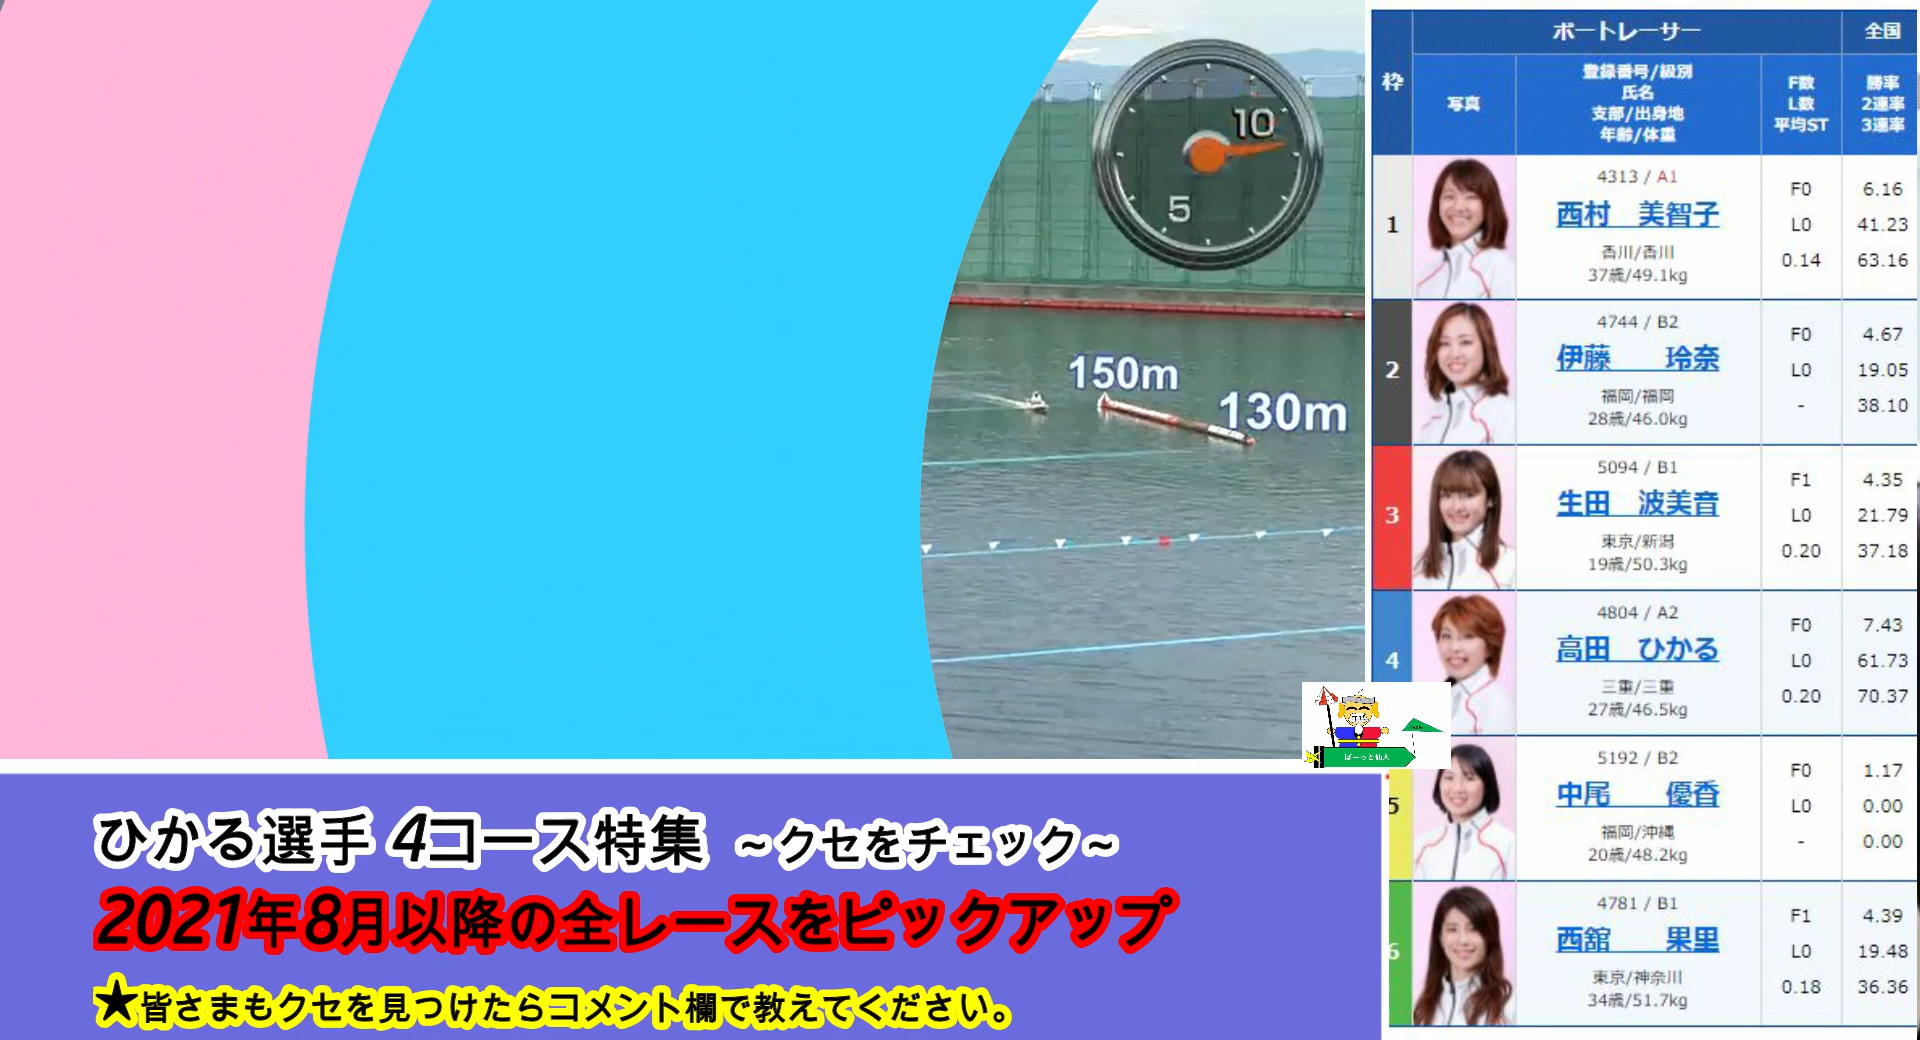 10
5
150m
130m
ボートレーサー
全国
枠
写真
登録番号/級別
氏名
支部/出身地
年齢/体重
F数
L数
平均ST
勝率
2連率
3連率
1
4313 / A1
西村 美智子
香川/香川
37歳/49.1kg
F0
L0
0.14
6.16
41.23
63.16
2
4744 / B2
伊藤 玲奈
福岡/福岡
28歳/46.0kg
F0
L0
-
4.67
19.05
38.10
3
5094 / B1
生田 波美音
東京/新潟
19歳/50.3kg
F1
L0
0.20
4.35
21.79
37.18
4
4804 / A2
高田 ひかる
三重/三重
27歳/46.5kg
F0
L0
0.20
7.43
61.73
70.37
5
5192 / B2
中尾 優香
福岡/沖縄
20歳/48.2kg
F0
L0
-
1.17
0.00
0.00
6
4781 / B1
西舘 果里
東京/神奈川
34歳/51.7kg
F1
L0
0.18
4.39
19.48
36.36
ぼーっと仙人
ひかる選手 4コース特集 ~クセをチェック~
2021年8月以降の全レースをピックアップ
★皆さまもクセを見つけたらコメント欄で教えてください。